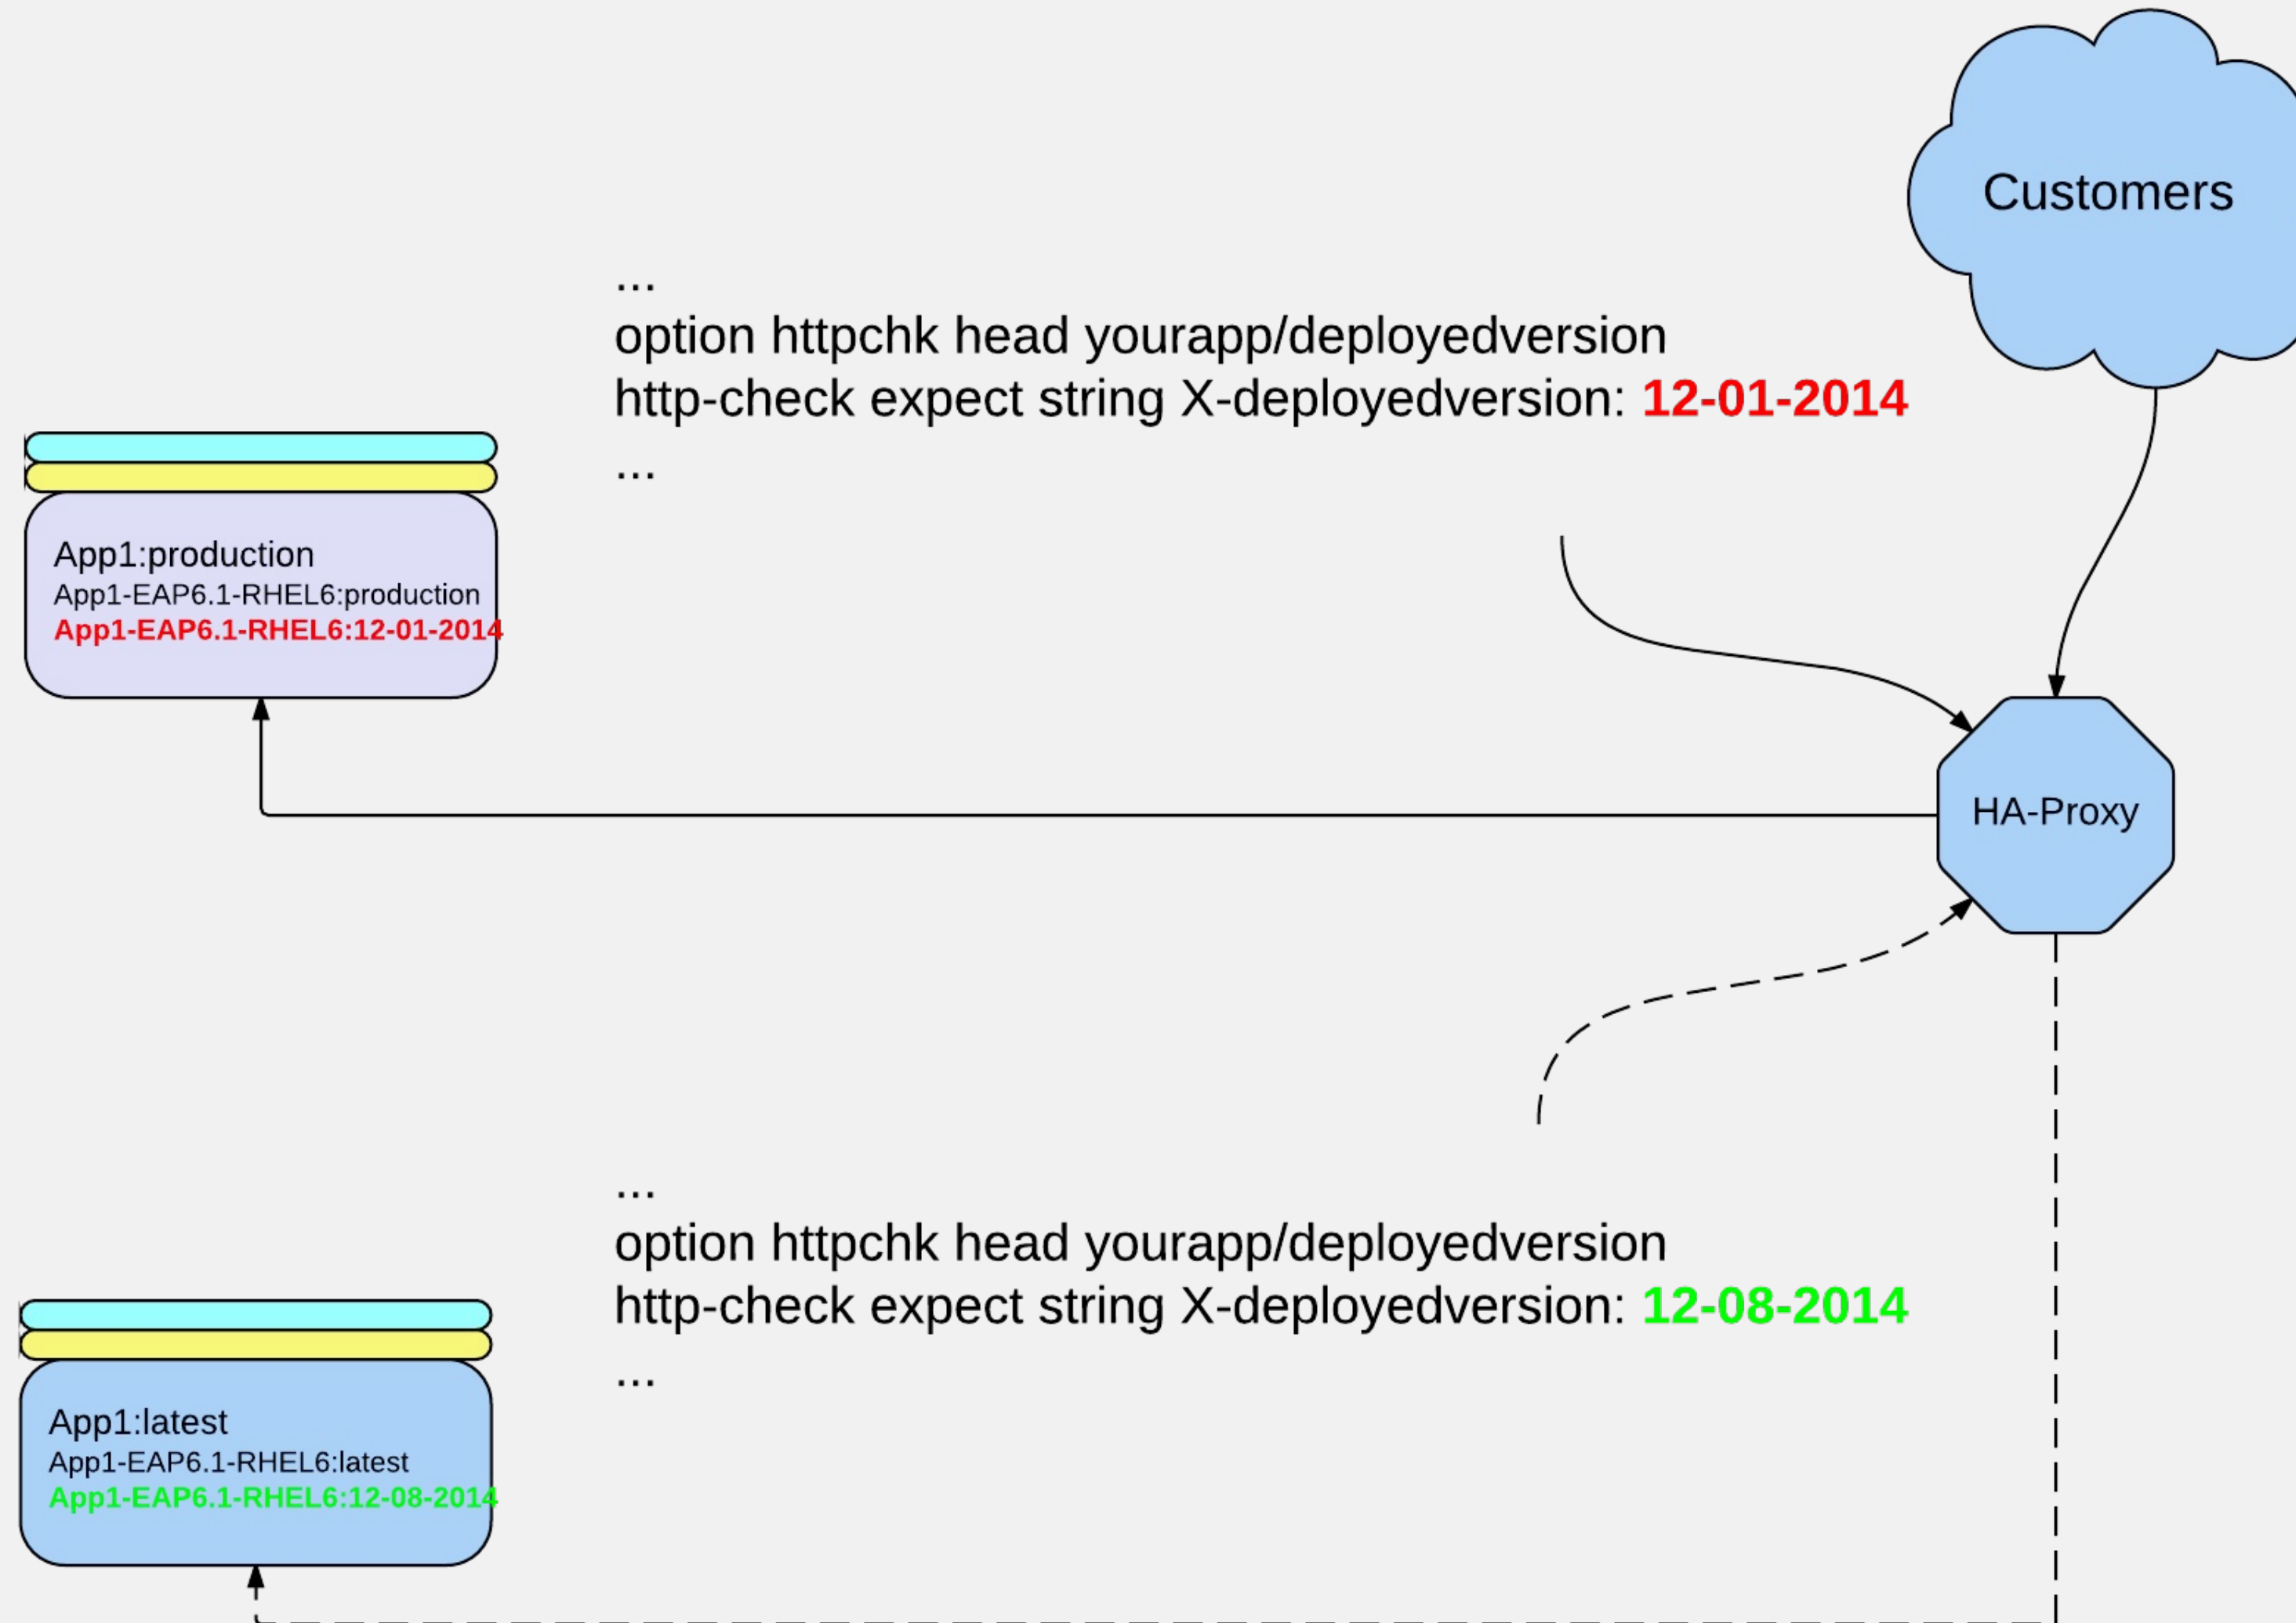 Customers
...
option httpchk head yourapp/deployedversion
http-check expect string X-deployedversion: 12-01-2014
...
App1:production
App1-EAP6.1-RHEL6:production
App1-EAP6.1-RHEL6:12-01-2014
HA-Proxy
...
option httpchk head yourapp/deployedversion
http-check expect string X-deployedversion: 12-08-2014
...
App1:latest
App1-EAP6.1-RHEL6:latest
App1-EAP6.1-RHEL6:12-08-2014